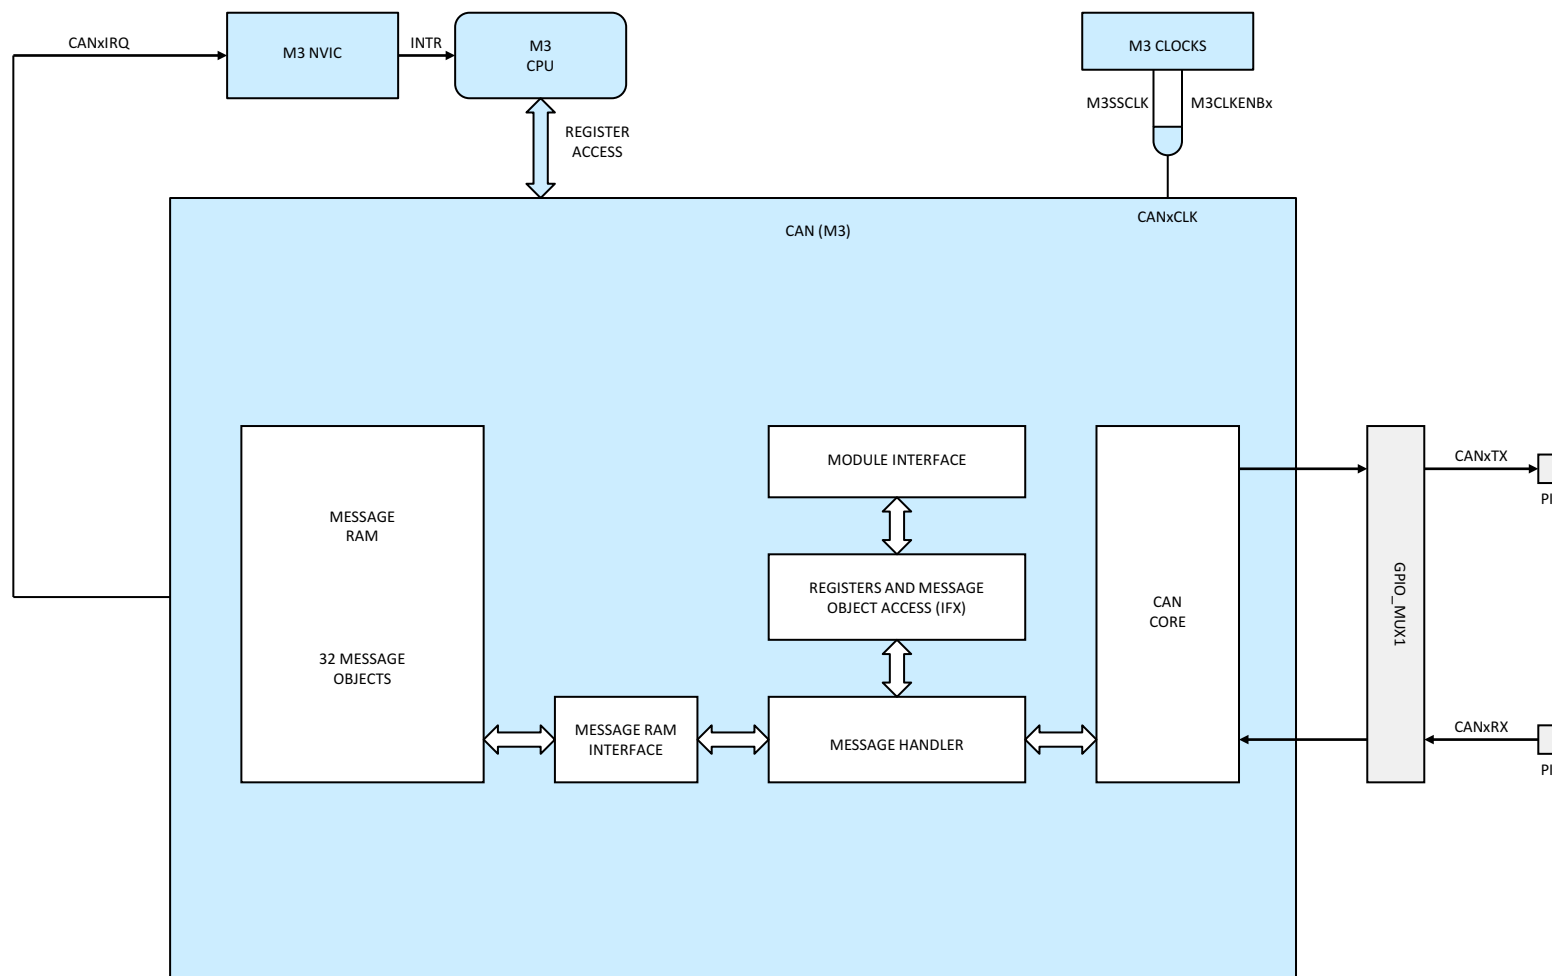 CANxIRQ
M3 NVIC
INTR
M3
CPU
M3 CLOCKS
M3SSCLK
M3CLKENBx
REGISTER
ACCESS
CANxCLK
CAN (M3)
MESSAGE
RAM
32 MESSAGE
OBJECTS
MODULE INTERFACE
REGISTERS AND MESSAGE
OBJECT ACCESS (IFX)
MESSAGE RAM
INTERFACE
MESSAGE HANDLER
CAN
CORE
GPIO_MUX1
CANxTX
CANxRX